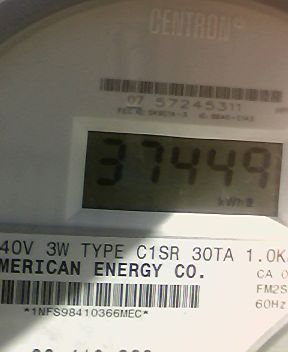 CENTRON®
07 57245311
37449
kWh
40V 3W TYPE C1SR 30TA 1.0K
MERICAN ENERGY CO.
CA 0
FM2S
60Hz
*1NFS98410366MEC*